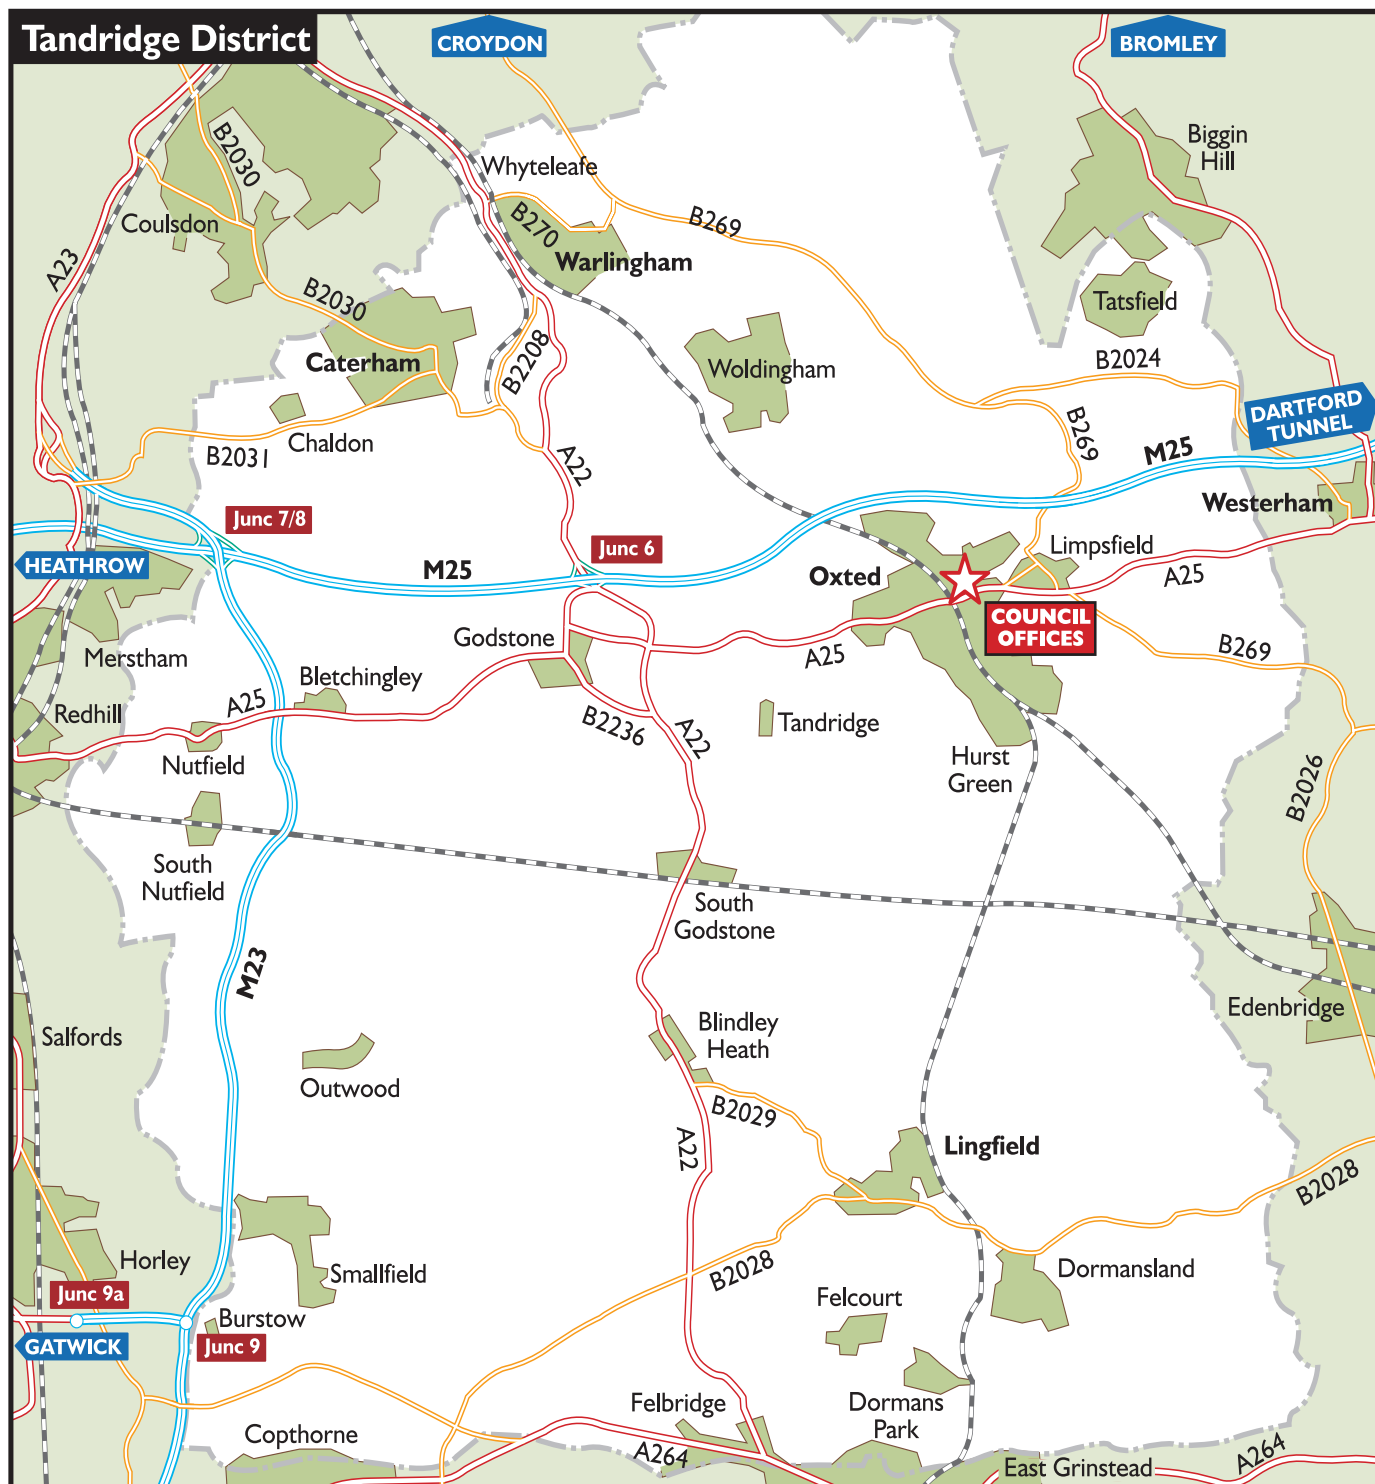 Tandridge District
CROYDON
BROMLEY
Biggin
Hill
B2030
Whyteleafe
Coulsdon
B270
B269
Warlingham
A23
B2030
Tatsfield
Caterham
B2208
Woldingham
B2024
DARTFORD
TUNNEL
Chaldon
B2031
A22
B269
M25
Westerham
Junc 7/8
Junc 6
HEATHROW
M25
Oxted
Limpsfield
A25
COUNCIL
OFFICES
Merstham
Godstone
A25
B269
Bletchingley
A25
Redhill
B2236
A22
Tandridge
Nutfield
Hurst
Green
B2026
South
Nutfield
South
Godstone
M23
Edenbridge
Salfords
Blindley
Heath
Outwood
B2029
A22
Lingfield
B2028
Horley
Smallfield
B2028
Dormansland
Junc 9a
Felcourt
Burstow
GATWICK
Junc 9
Felbridge
Dormans
Park
Copthorne
A264
East Grinstead
A264